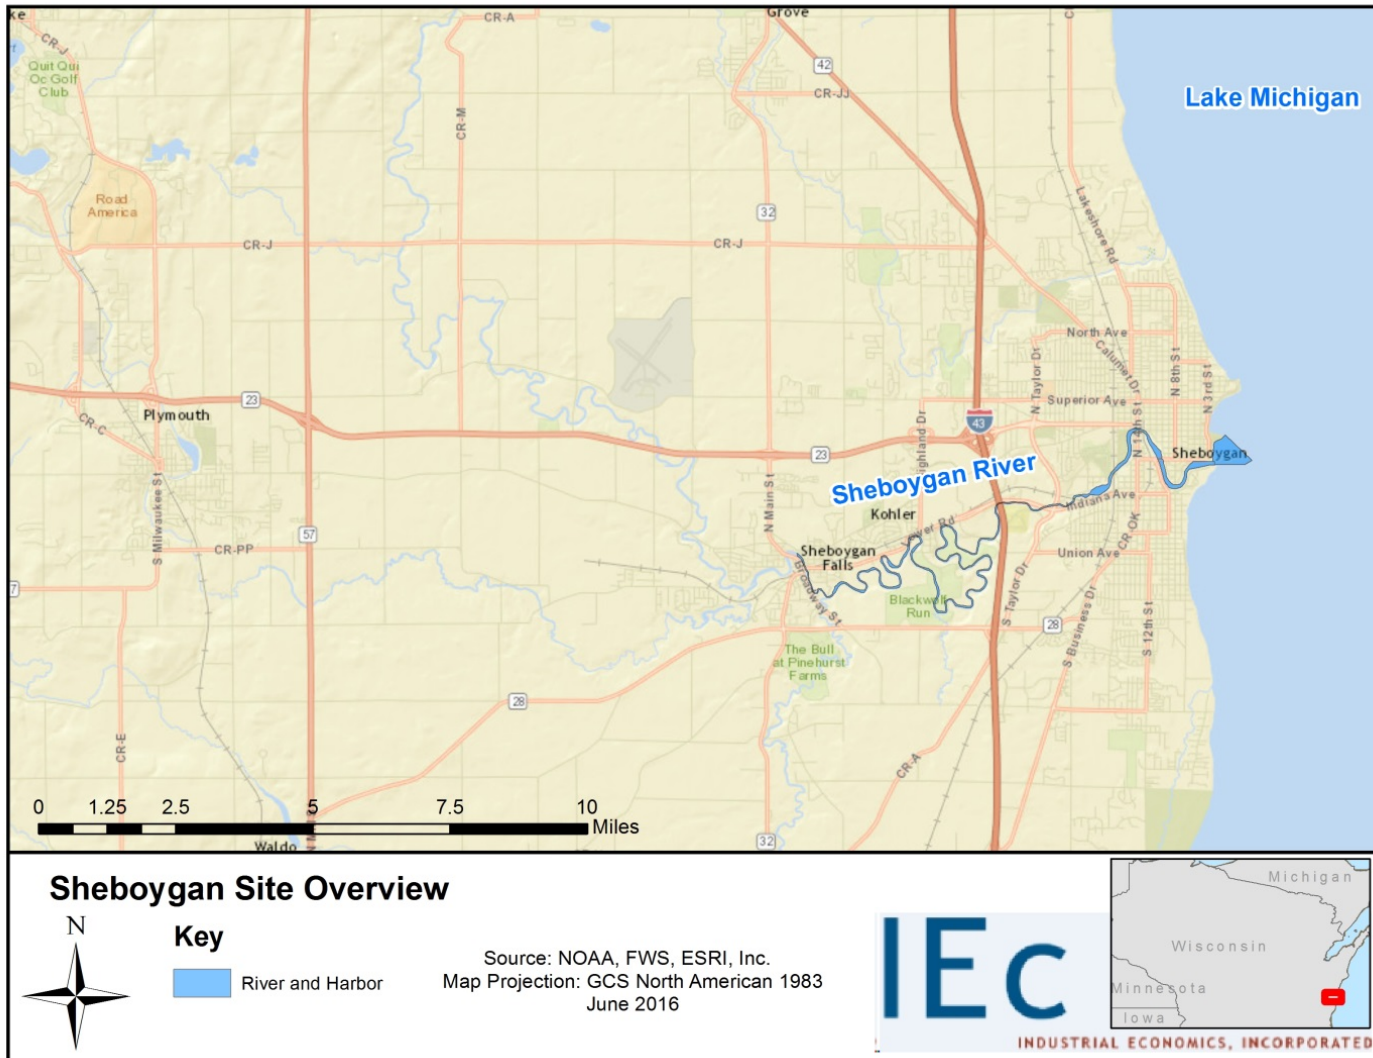 ke
CR-A
Grove
C
CR-J
42
Quit Qui
Oc Golf
Club
CR-JJ
Lake Michigan
CR-M
Road
America
32
Lakeshore Rd
CR-J
CR-J
North Ave
Calumet Dr
N 8th St
N Taylor Dr
N 3rd St
23
Superior Ave
Plymouth
43
N 14th St
CR-C
Highland Dr
23
Sheboygan
Sheboygan River
S Milwaukee St
N Main St
Indiana Ave
Kohler
Lower Rd
CR-OK
57
CR-PP
Sheboygan
Falls
Union Ave
7
Broadway St
Blackwolf
Run
S Taylor Dr
28
S Business Dr
S 12th St
The Bull
at Pinehurst
Farms
28
CR-E
CR-A
0 1.25 2.5 5 7.5 10
Miles
32
Waldo
Sheboygan Site Overview
N
Key
River and Harbor
Source: NOAA, FWS, ESRI, Inc.
Map Projection: GCS North American 1983
June 2016
IEc
INDUSTRIAL ECONOMICS, INCORPORATED
Michigan
Wisconsin
Minnesota
Iowa